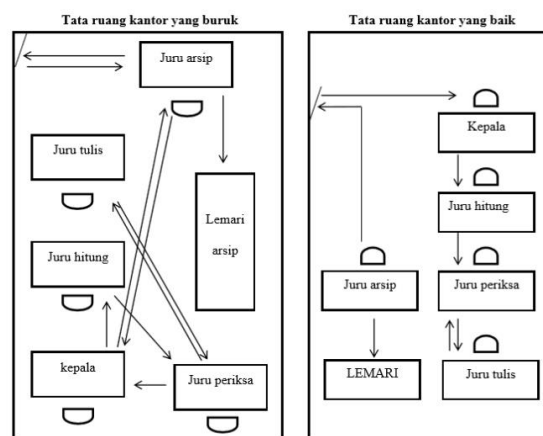 Tata ruang kantor yang buruk
Juru arsip
Juru tulis
Lemari
arsip
Juru hitung
kepala
Juru periksa
Tata ruang kantor yang baik
Kepala
Juru hitung
Juru arsip
Juru periksa
LEMARI
Juru tulis